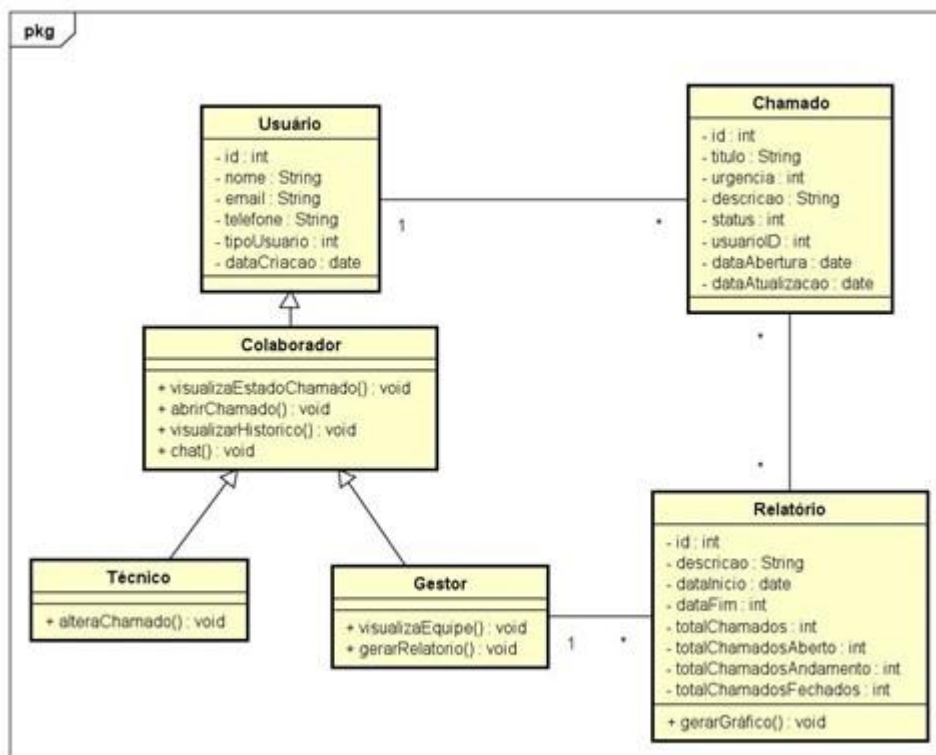 pkg
Usuário
- id : int
- nome : String
- email : String
- telefone : String
- tipoUsuario : int
- dataCriacao : date
1
*
Chamado
- id : int
- titulo : String
- urgencia : int
- descricao : String
- status : int
- usuarioID : int
- dataAbertura : date
- dataAtualizacao : date
*
*
Colaborador
+ visualizaEstadoChamado() : void
+ abrirChamado() : void
+ visualizarHistorico() : void
+ chat() : void
Técnico
+ alteraChamado() : void
Gestor
+ visualizaEquipe() : void
+ gerarRelatorio() : void
1
*
Relatório
- id : int
- descricao : String
- dataInicio : date
- dataFim : int
- totalChamados : int
- totalChamadosAberto : int
- totalChamadosAndamento : int
- totalChamadosFechados : int
+ gerarGráfico() : void